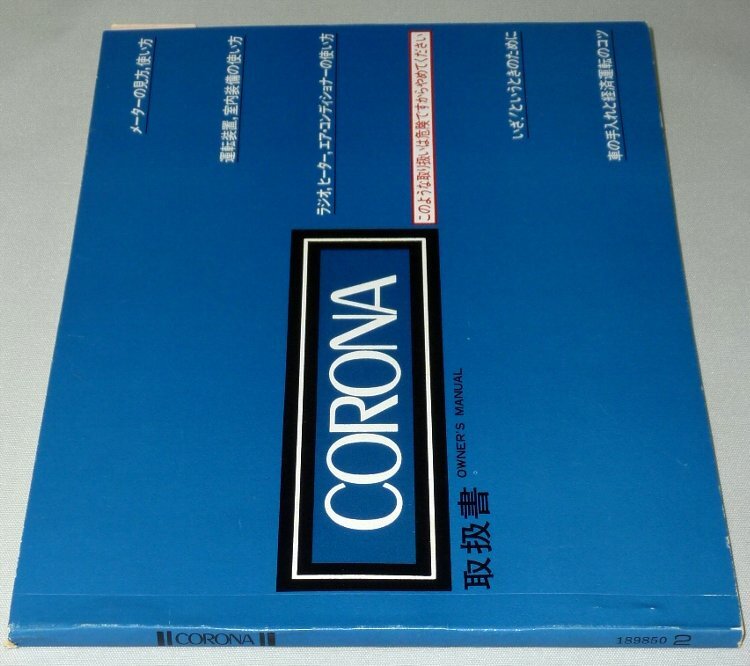 メーターの見方,使い方
運転装置,室内装備の使い方
ラジオ,ヒーター,エア・コンディショナーの使い方
このような取り扱いは危険ですからやめてください
いざ!というときのために
車の手入れと経済運転のコツ
CORONA
取扱書 OWNER'S MANUAL
CORONA
189850 2